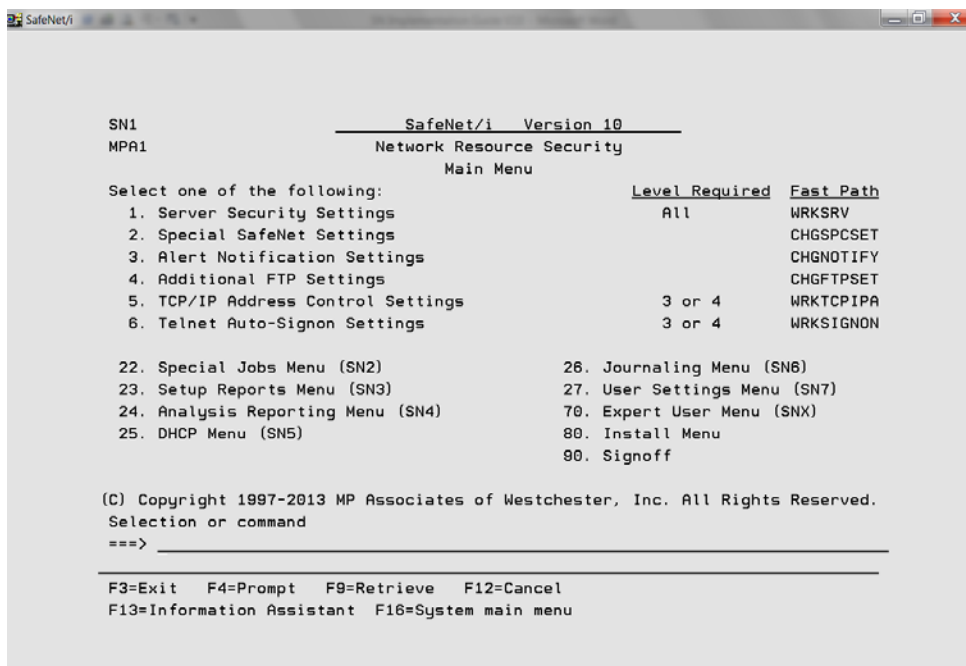 SafeNet/i
SN1 SafeNet/i Version 10
MPA1 Network Resource Security
Main Menu
Select one of the following: Level Required Fast Path
1. Server Security Settings All WRKSRV
2. Special SafeNet Settings CHGSPCSET
3. Alert Notification Settings CHGNOTIFY
4. Additional FTP Settings CHGFTPSET
5. TCP/IP Address Control Settings 3 or 4 WRKTCPIPA
6. Telnet Auto-Signon Settings 3 or 4 WRKSIGNON
22. Special Jobs Menu (SN2) 26. Journaling Menu (SN6)
23. Setup Reports Menu (SN3) 27. User Settings Menu (SN7)
24. Analysis Reporting Menu (SN4) 70. Expert User Menu (SNX)
25. DHCP Menu (SN5) 80. Install Menu
90. Signoff
(C) Copyright 1997-2013 MP Associates of Westchester, Inc. All Rights Reserved.
Selection or command
===>
F3=Exit F4=Prompt F9=Retrieve F12=Cancel
F13=Information Assistant F16=System main menu